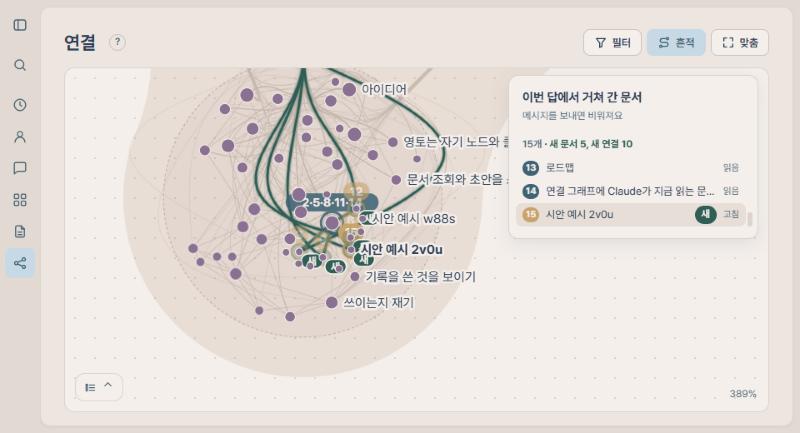 연결
?
필터
흔적
맞춤
이번 답에서 거쳐 간 문서
메시지를 보내면 비워져요
15개 · 새 문서 5, 새 연결 10
13 로드맵 읽음
14 연결 그래프에 Claude가 지금 읽는 문... 읽음
15 시안 예시 2v0u 새 고침
아이디어
영토는 자기 노드와
문서 조회와 초안을
12
2·5·8·11·
시안 예시 w88s
시안 예시 2v0u
새
새
새
기록을 쓴 것을 보이기
쓰이는지 재기
389%